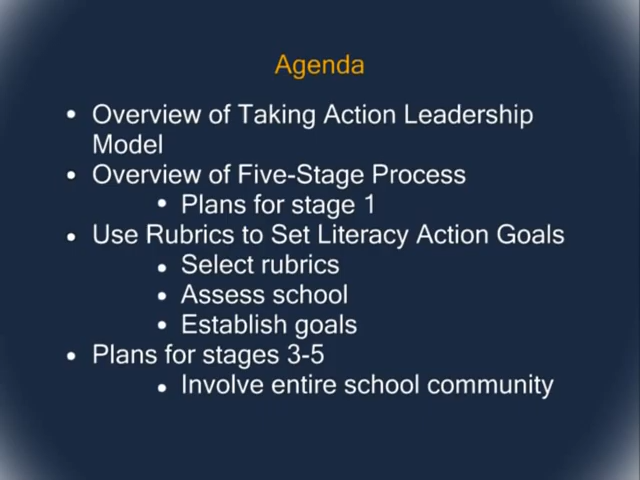 Agenda
• Overview of Taking Action Leadership
Model
• Overview of Five-Stage Process
• Plans for stage 1
• Use Rubrics to Set Literacy Action Goals
• Select rubrics
• Assess school
• Establish goals
• Plans for stages 3-5
• Involve entire school community